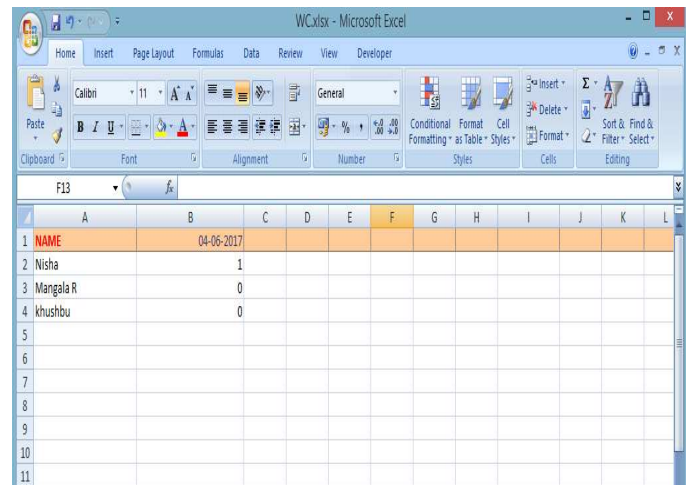 WC.xlsx - Microsoft Excel
Home Insert Page Layout Formulas Data Review View Developer
Paste
Calibri 11 A A
B I U A
General
% ,
Conditional Formatting
Format as Table
Cell Styles
Insert
Delete
Format
Σ
Sort & Filter
Find & Select
Clipboard Font Alignment Number Styles Cells Editing
F13 fx
A B C D E F G H I J K L
1 NAME 04-06-2017
2 Nisha 1
3 Mangala R 0
4 khushbu 0
5
6
7
8
9
10
11